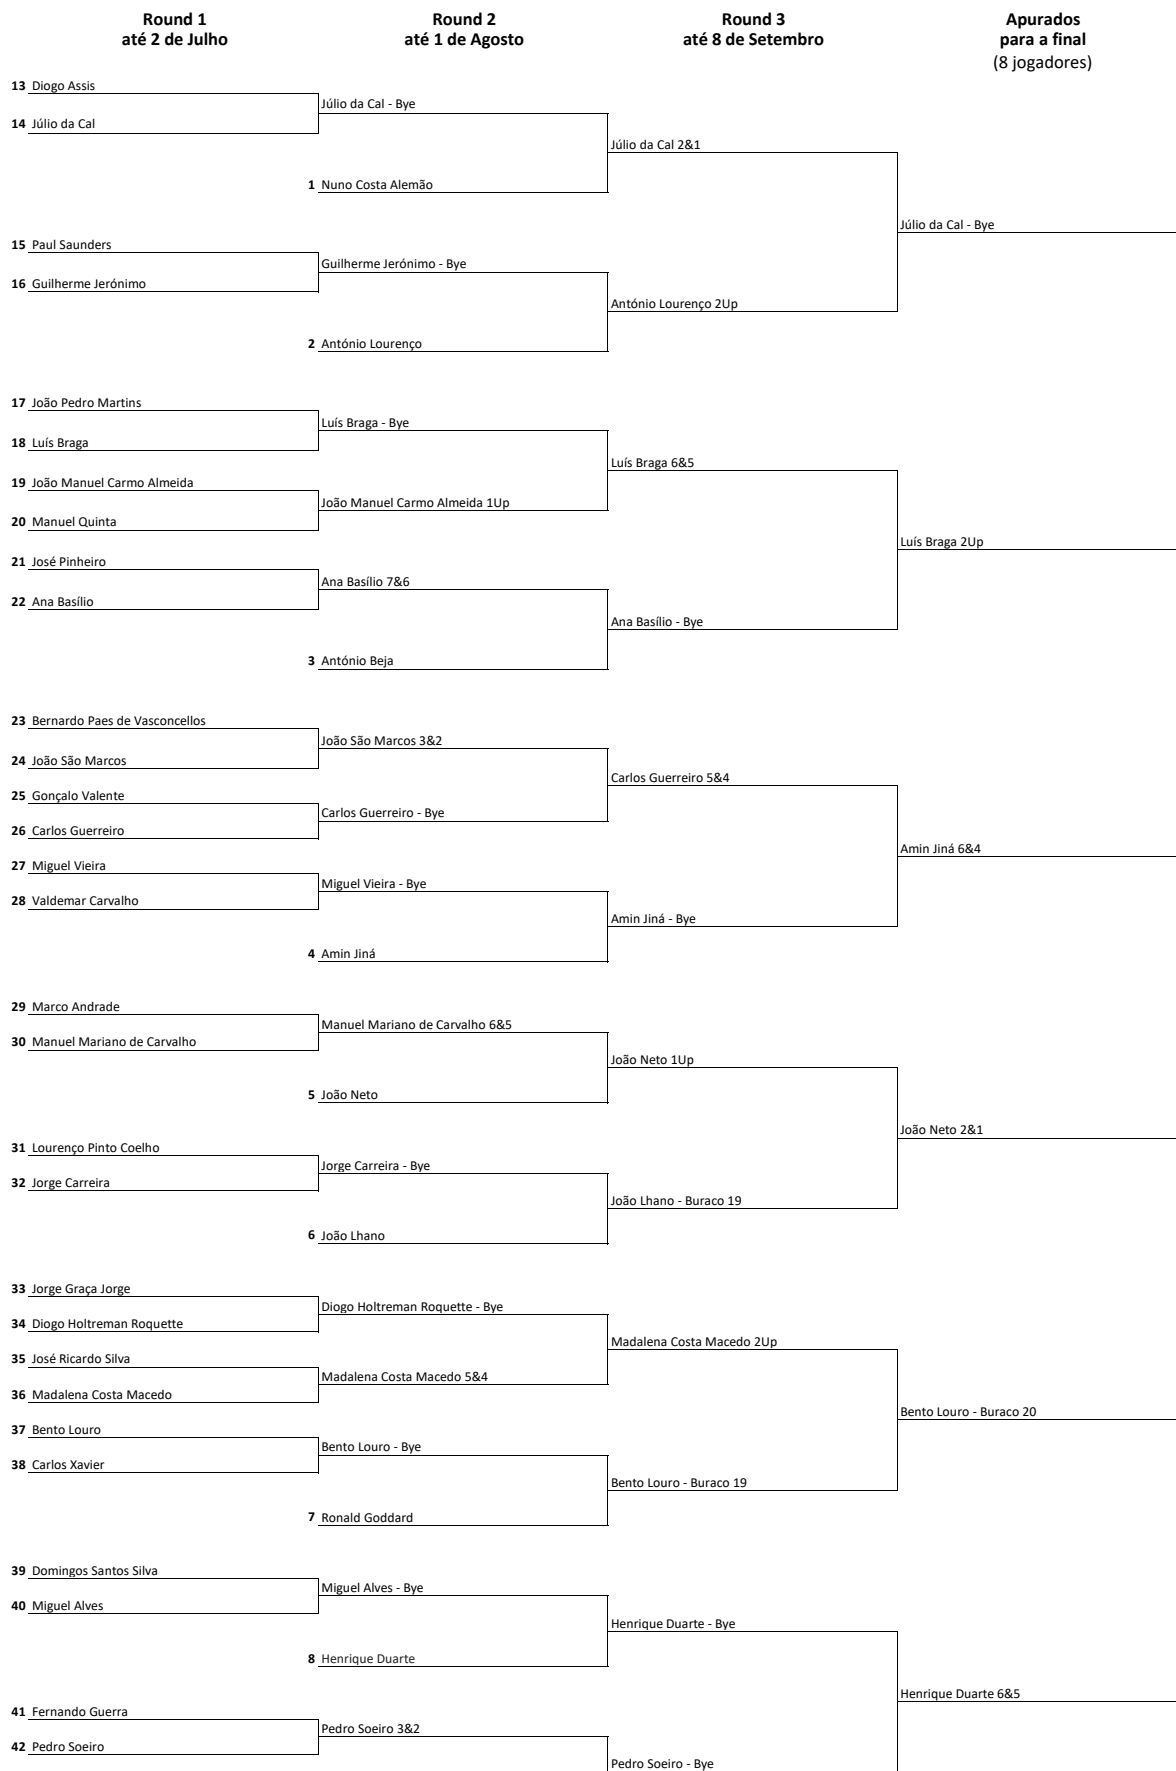 Round 1
até 2 de Julho
Round 2
até 1 de Agosto
Round 3
até 8 de Setembro
Apurados
para a final
(8 jogadores)
13 Diogo Assis
Júlio da Cal - Bye
14 Júlio da Cal
Júlio da Cal 2&1
1 Nuno Costa Alemão
Júlio da Cal - Bye
15 Paul Saunders
Guilherme Jerónimo - Bye
16 Guilherme Jerónimo
António Lourenço 2Up
2 António Lourenço
17 João Pedro Martins
Luís Braga - Bye
18 Luís Braga
Luís Braga 6&5
19 João Manuel Carmo Almeida
João Manuel Carmo Almeida 1Up
20 Manuel Quinta
Luís Braga 2Up
21 José Pinheiro
Ana Basílio 7&6
22 Ana Basílio
Ana Basílio - Bye
3 António Beja
23 Bernardo Paes de Vasconcellos
João São Marcos 3&2
24 João São Marcos
Carlos Guerreiro 5&4
25 Gonçalo Valente
Carlos Guerreiro - Bye
26 Carlos Guerreiro
Amin Jiná 6&4
27 Miguel Vieira
Miguel Vieira - Bye
28 Valdemar Carvalho
Amin Jiná - Bye
4 Amin Jiná
29 Marco Andrade
Manuel Mariano de Carvalho 6&5
30 Manuel Mariano de Carvalho
João Neto 1Up
5 João Neto
João Neto 2&1
31 Lourenço Pinto Coelho
Jorge Carreira - Bye
32 Jorge Carreira
João Lhano - Buraco 19
6 João Lhano
33 Jorge Graça Jorge
Diogo Holtreman Roquette - Bye
34 Diogo Holtreman Roquette
Madalena Costa Macedo 2Up
35 José Ricardo Silva
Madalena Costa Macedo 5&4
36 Madalena Costa Macedo
Bento Louro - Buraco 20
37 Bento Louro
Bento Louro - Bye
38 Carlos Xavier
Bento Louro - Buraco 19
7 Ronald Goddard
39 Domingos Santos Silva
Miguel Alves - Bye
40 Miguel Alves
Henrique Duarte - Bye
8 Henrique Duarte
Henrique Duarte 6&5
41 Fernando Guerra
Pedro Soeiro 3&2
42 Pedro Soeiro
Pedro Soeiro - Bye